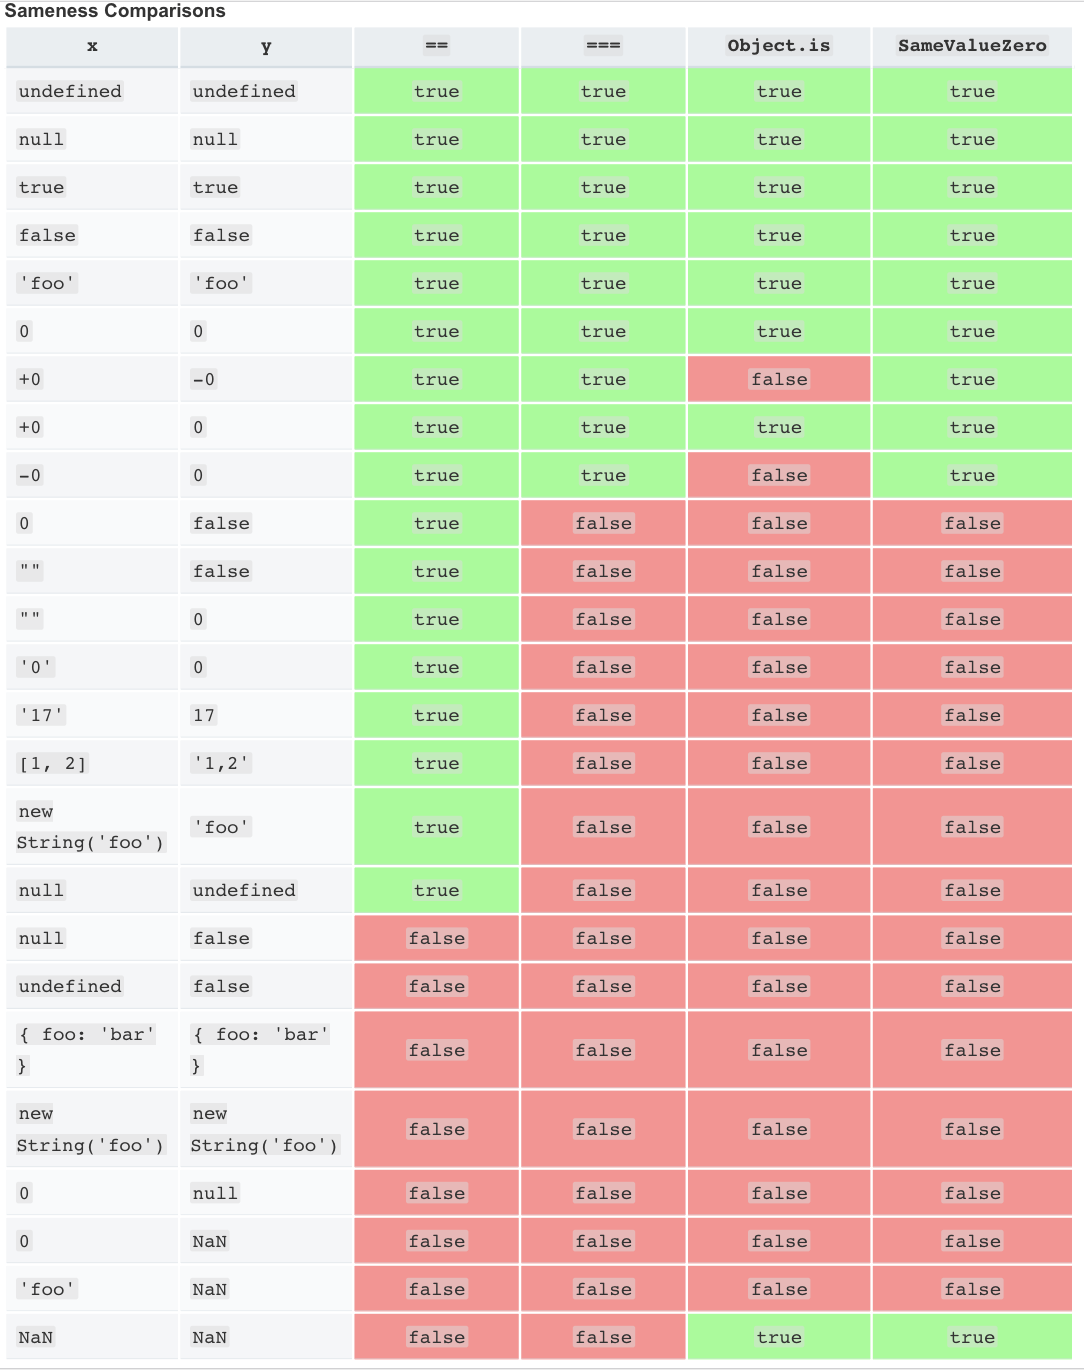 Sameness Comparisons
x y == === Object.is SameValueZero
undefined undefined true true true true
null null true true true true
true true true true true true
false false true true true true
'foo' 'foo' true true true true
0 0 true true true true
+0 -0 true true false true
+0 0 true true true true
-0 0 true true false true
0 false true false false false
"" false true false false false
"" 0 true false false false
'0' 0 true false false false
'17' 17 true false false false
[1, 2] '1,2' true false false false
new
String('foo') 'foo' true false false false
null undefined true false false false
null false false false false false
undefined false false false false false
{ foo: 'bar' { foo: 'bar'
} } false false false false
new new
String('foo') String('foo') false false false false
0 null false false false false
0 NaN false false false false
'foo' NaN false false false false
NaN NaN false false true true